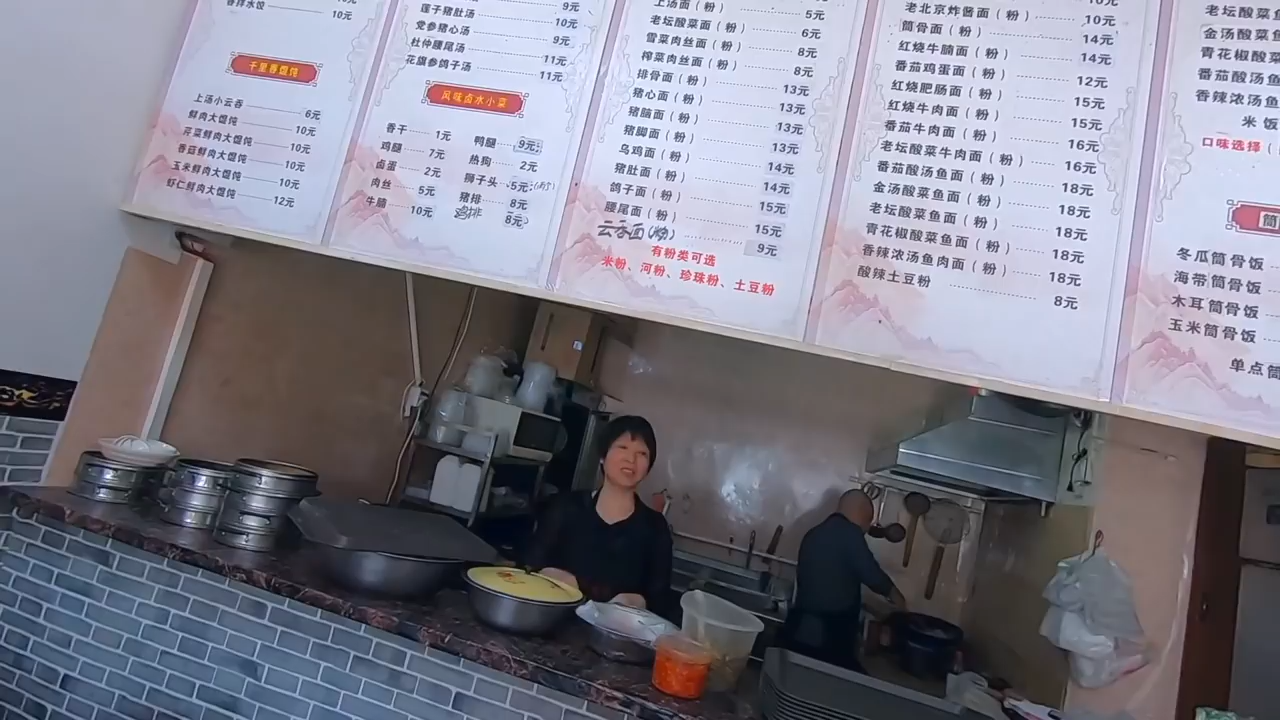 香拌水饺 10元
千里香馄饨
上汤小云吞 6元
鲜肉大馄饨 10元
芹菜鲜肉大馄饨 10元
香菇鲜肉大馄饨 10元
玉米鲜肉大馄饨 10元
虾仁鲜肉大馄饨 12元
9元
莲子猪肚汤 10元
党参猪心汤 9元
杜仲腰尾汤 11元
花旗参鸽子汤 11元
风味卤水小菜
香干 1元 鸭腿 9元
鸡腿 7元 热狗 2元
卤蛋 2元 狮子头 5元
肉丝 5元 猪排 8元
牛腩 10元 鸡排 8元
上汤面（粉） 5元
老坛酸菜面（粉） 6元
雪菜肉丝面（粉） 8元
榨菜肉丝面（粉） 8元
排骨面（粉） 13元
猪心面（粉） 13元
猪脑面（粉） 13元
猪脚面（粉） 13元
乌鸡面（粉） 14元
猪肚面（粉） 14元
鸽子面（粉） 15元
腰尾面（粉） 15元
云吞面（粉） 9元
有粉类可选
米粉、河粉、珍珠粉、土豆粉
10元
老北京炸酱面（粉） 10元
筒骨面（粉） 14元
红烧牛腩面（粉） 14元
番茄鸡蛋面（粉） 12元
红烧肥肠面（粉） 15元
红烧牛肉面（粉） 15元
番茄牛肉面（粉） 16元
老坛酸菜牛肉面（粉） 16元
番茄酸汤鱼面（粉） 18元
金汤酸菜鱼面（粉） 18元
老坛酸菜鱼面（粉） 18元
青花椒酸菜鱼面（粉） 18元
香辣浓汤鱼肉面（粉） 18元
酸辣土豆粉 8元
老坛酸菜
金汤酸菜鱼
青花椒酸菜
番茄酸汤鱼
香辣浓汤鱼
米饭
口味选择（
筒
冬瓜筒骨饭
海带筒骨饭
木耳筒骨饭
玉米筒骨饭
单点筒